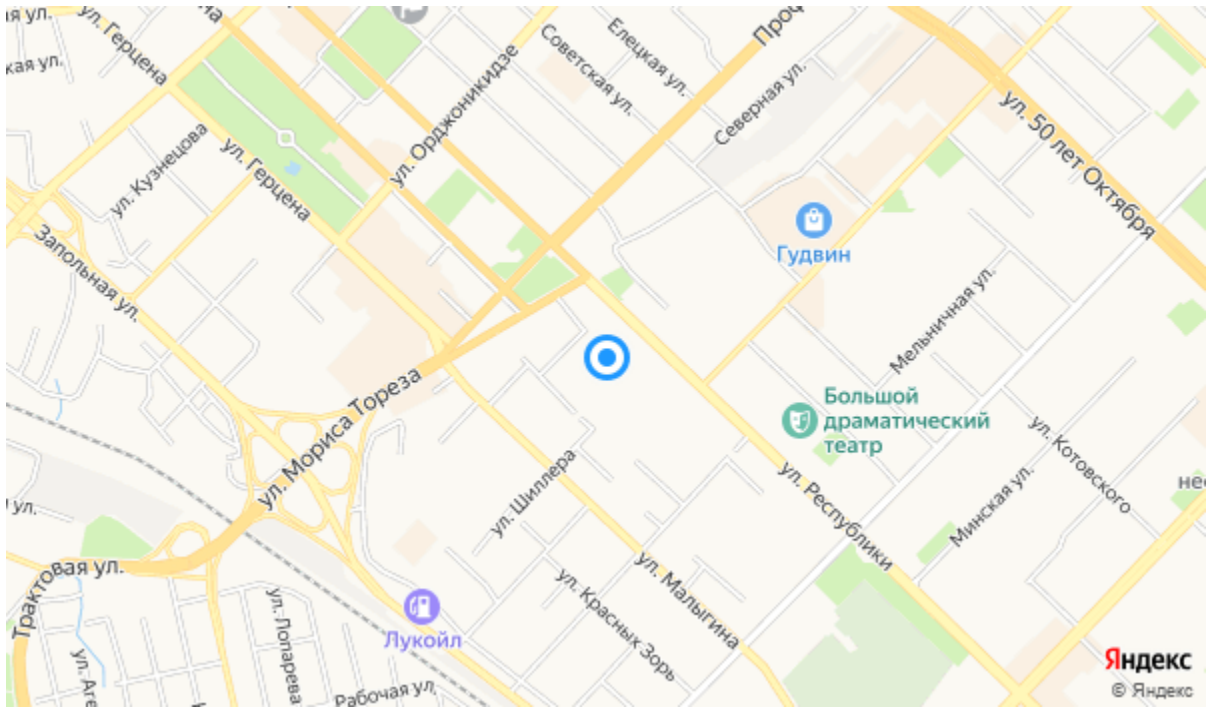 ул. Герцена
ул. Орджоникидзе
Советская ул.
Елецкая ул.
Северная ул.
ул. 50 лет Октября
ул. Кузнецова
ул. Герцена
Запольная ул.
Гудвин
Мельничная ул.
ул. Мориса Тореза
Большой
драматический
театр
ул. Котовского
ул. Шиллера
ул. Республики
Минская ул.
Трактовая ул.
ул. Малыгина
ул. Красных Зорь
ул. Лопарева
Лукойл
Рабочая ул.
Яндекс
© Яндекс